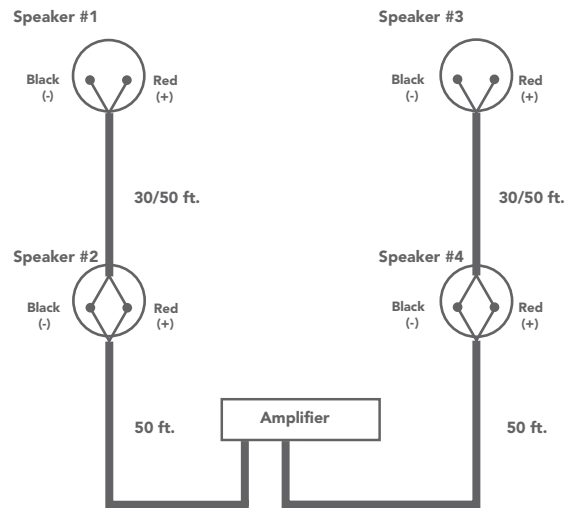 Speaker #1
Speaker #3
Black
(-)
Red
(+)
Black
(-)
Red
(+)
30/50 ft.
30/50 ft.
Speaker #2
Speaker #4
Black
(-)
Red
(+)
Black
(-)
Red
(+)
50 ft.
Amplifier
50 ft.